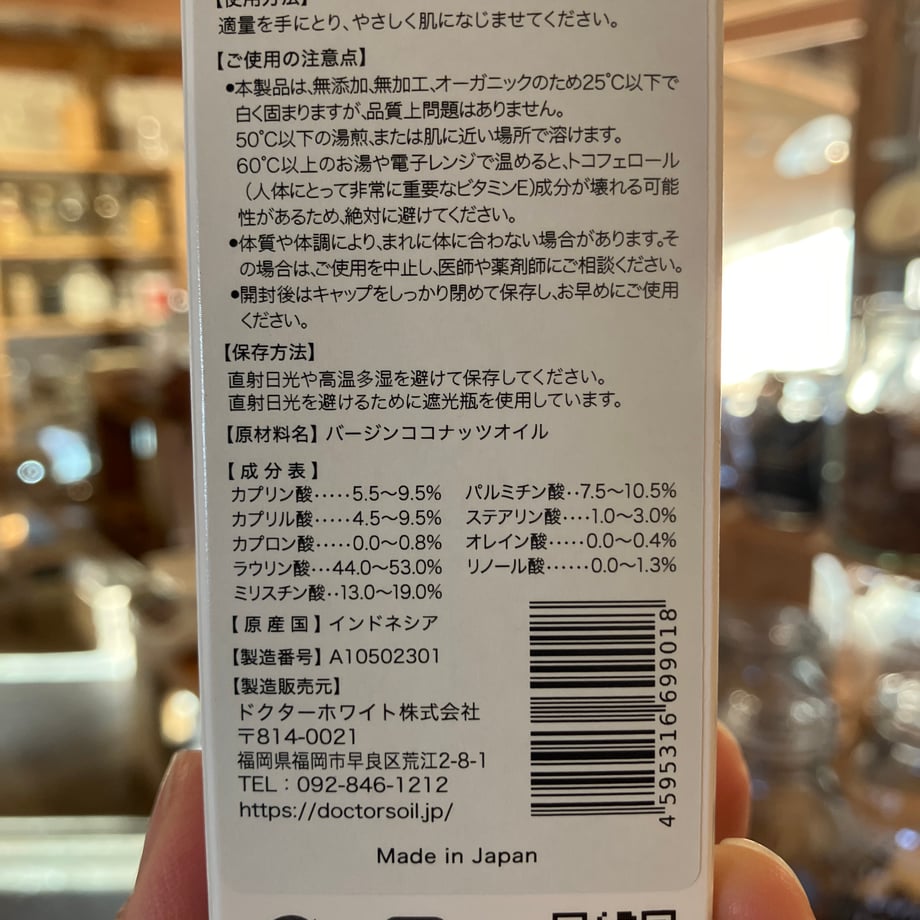 【使用方法】
適量を手にとり、やさしく肌になじませてください。
【ご使用の注意点】
●本製品は、無添加、無加工、オーガニックのため25℃以下で
白く固まりますが、品質上問題はありません。
50℃以下の湯煎、または肌に近い場所で溶けます。
60℃以上のお湯や電子レンジで温めると、トコフェロール
（人体にとって非常に重要なビタミンE)成分が壊れる可能
性があるため、絶対に避けてください。
●体質や体調により、まれに体に合わない場合があります。そ
の場合は、ご使用を中止し、医師や薬剤師にご相談ください。
●開封後はキャップをしっかり閉めて保存し、お早めにご使用
ください。
【保存方法】
直射日光や高温多湿を避けて保存してください。
直射日光を避けるために遮光瓶を使用しています。
【原材料名】バージンココナッツオイル
【成分表】
カプリン酸·····5.5〜9.5% パルミチン酸··7.5〜10.5%
カプリル酸·····4.5〜9.5% ステアリン酸····1.0〜3.0%
カプロン酸·····0.0〜0.8% オレイン酸·····0.0〜0.4%
ラウリン酸···44.0〜53.0% リノール酸······0.0〜1.3%
ミリスチン酸··13.0〜19.0%
【原産国】インドネシア
【製造番号】A10502301
【製造販売元】
ドクターホワイト株式会社
〒814-0021
福岡県福岡市早良区荒江2-8-1
TEL：092-846-1212
https://doctorsoil.jp/
4595316699018
Made in Japan